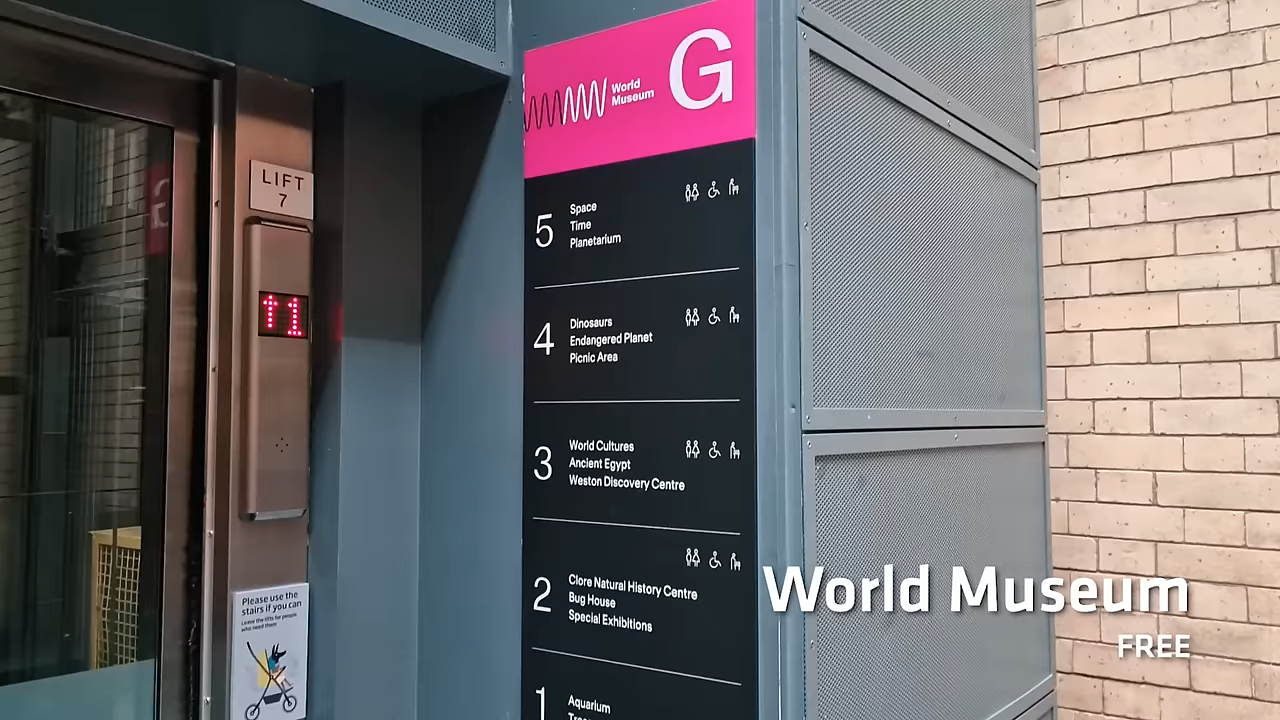 World
Museum
G
LIFT
7
↑1
5
Space
Time
Planetarium
4
Dinosaurs
Endangered Planet
Picnic Area
3
World Cultures
Ancient Egypt
Weston Discovery Centre
2
Clore Natural History Centre
Bug House
Special Exhibitions
1
Aquarium
Please use the
stairs if you can
Leave the lifts for people
who need them
World Museum
FREE